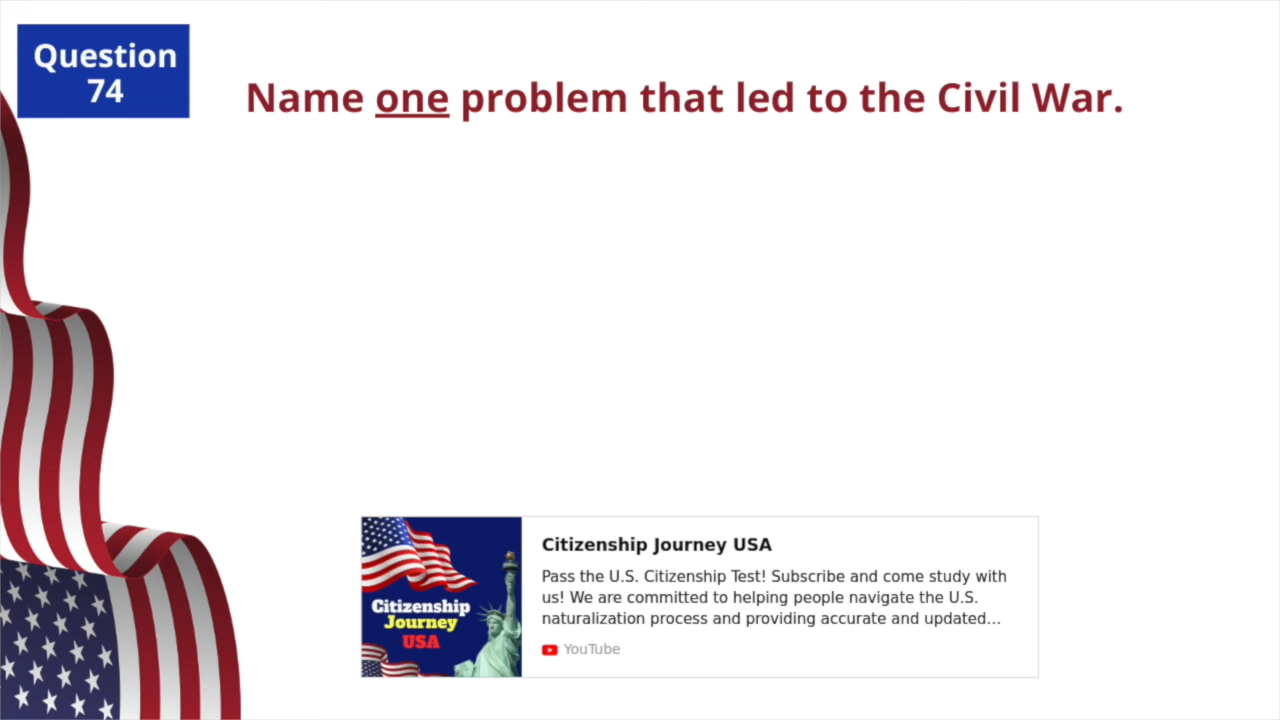 Question
74
Name one problem that led to the Civil War.
Citizenship Journey USA
Pass the U.S. Citizenship Test! Subscribe and come study with
us! We are committed to helping people navigate the U.S.
naturalization process and providing accurate and updated...
YouTube
Citizenship
Journey
USA